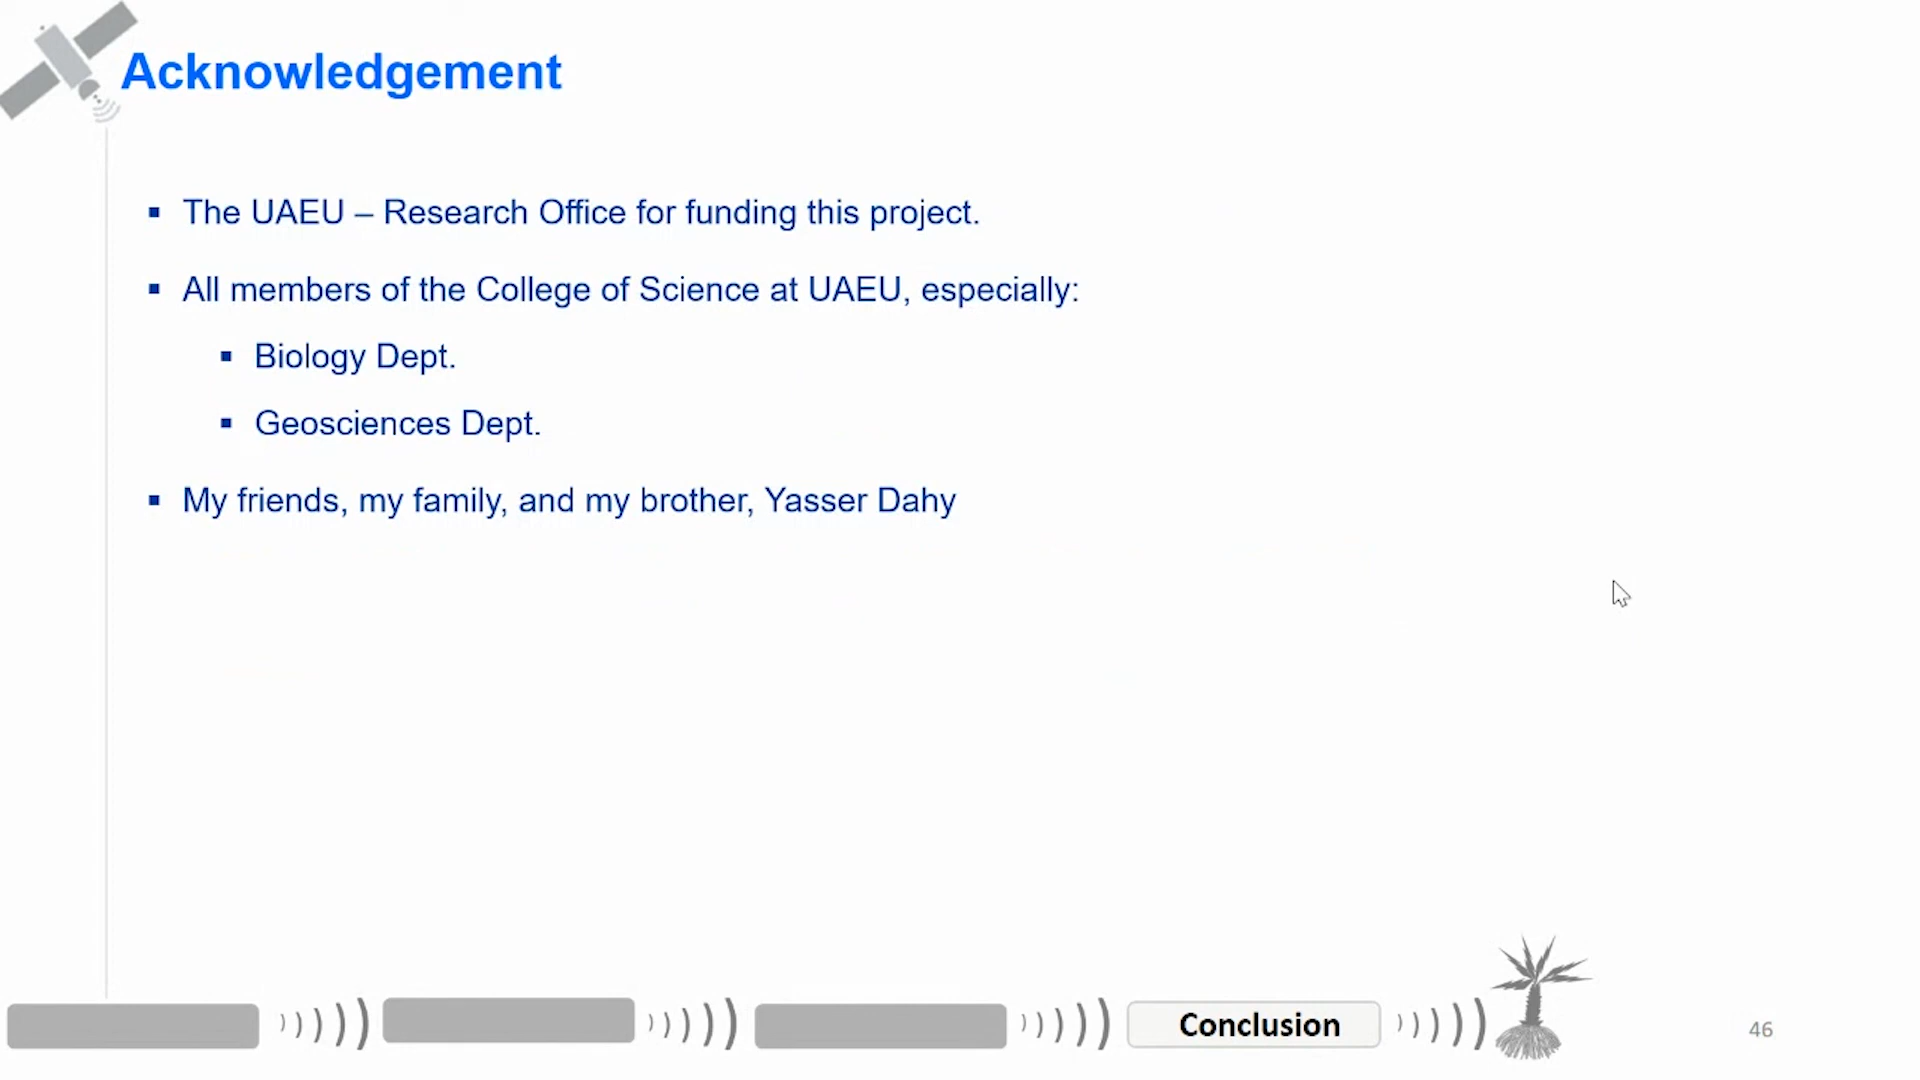 Acknowledgement
▪ The UAEU – Research Office for funding this project.
▪ All members of the College of Science at UAEU, especially:
▪ Biology Dept.
▪ Geosciences Dept.
▪ My friends, my family, and my brother, Yasser Dahy
Conclusion
46